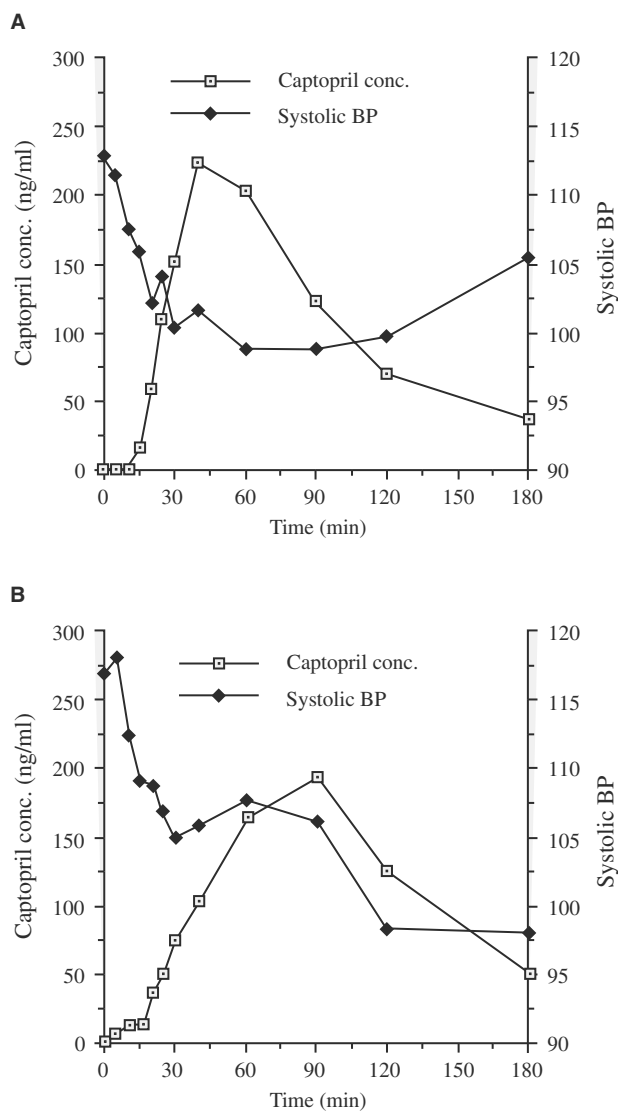 A
300
250
200
150
100
50
0
Captopril conc. (ng/ml)
Captopril conc.
Systolic BP
120
115
110
105
100
95
90
Systolic BP
0 30 60 90 120 150 180
Time (min)
B
300
250
200
150
100
50
0
Captopril conc. (ng/ml)
Captopril conc.
Systolic BP
120
115
110
105
100
95
90
Systolic BP
0 30 60 90 120 150 180
Time (min)